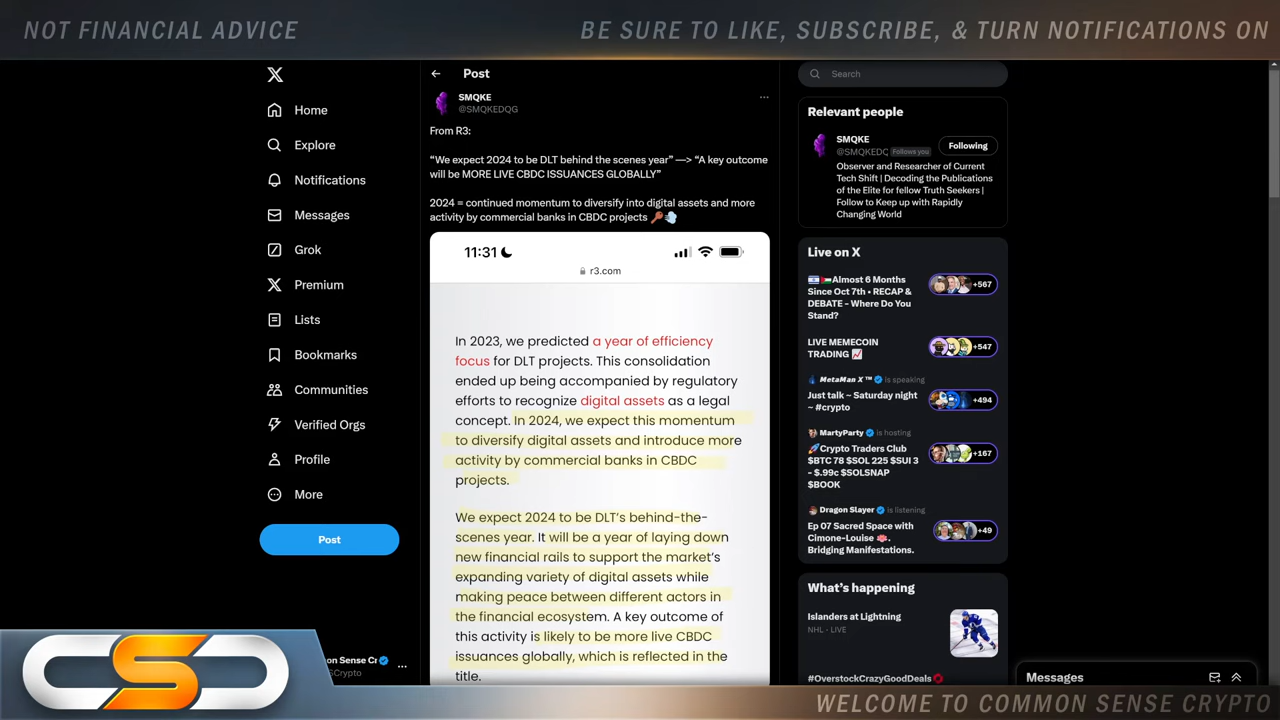 NOT FINANCIAL ADVICE
BE SURE TO LIKE, SUBSCRIBE, & TURN NOTIFICATIONS ON
Home
Explore
Notifications
Messages
Grok
Premium
Lists
Bookmarks
Communities
Verified Orgs
Profile
More
Post
on Sense Cr
SCrypto
Post
SMQKE
@SMQKEDQG
From R3:
“We expect 2024 to be DLT behind the scenes year” —> “A key outcome
will be MORE LIVE CBDC ISSUANCES GLOBALLY”
2024 = continued momentum to diversify into digital assets and more
activity by commercial banks in CBDC projects 🔑💨
11:31
r3.com
In 2023, we predicted a year of efficiency
focus for DLT projects. This consolidation
ended up being accompanied by regulatory
efforts to recognize digital assets as a legal
concept. In 2024, we expect this momentum
to diversify digital assets and introduce more
activity by commercial banks in CBDC
projects.
We expect 2024 to be DLT’s behind-the-
scenes year. It will be a year of laying down
new financial rails to support the market’s
expanding variety of digital assets while
making peace between different actors in
the financial ecosystem. A key outcome of
this activity is likely to be more live CBDC
issuances globally, which is reflected in the
title.
Search
Relevant people
SMQKE
@SMQKEDQ Follows you
Following
Observer and Researcher of Current
Tech Shift | Decoding the Publications
of the Elite for fellow Truth Seekers |
Follow to Keep up with Rapidly
Changing World
Live on X
🇮🇱🇵🇸Almost 6 Months
Since Oct 7th • RECAP &
DEBATE - Where Do You
Stand?
+567
LIVE MEMECOIN
TRADING 📈
+547
MetaMan X ™ is speaking
Just talk ~ Saturday night
~ #crypto
+494
MartyParty is hosting
🚀Crypto Traders Club
$BTC 78 $SOL 225 $SUI 3
- $.99c $SOLSNAP
$BOOK
+167
Dragon Slayer is listening
Ep 07 Sacred Space with
Cimone-Louise 🪷.
Bridging Manifestations.
+49
What’s happening
Islanders at Lightning
NHL · LIVE
#OverstockCrazyGoodDeals
Messages
CSC
WELCOME TO COMMON SENSE CRYPTO